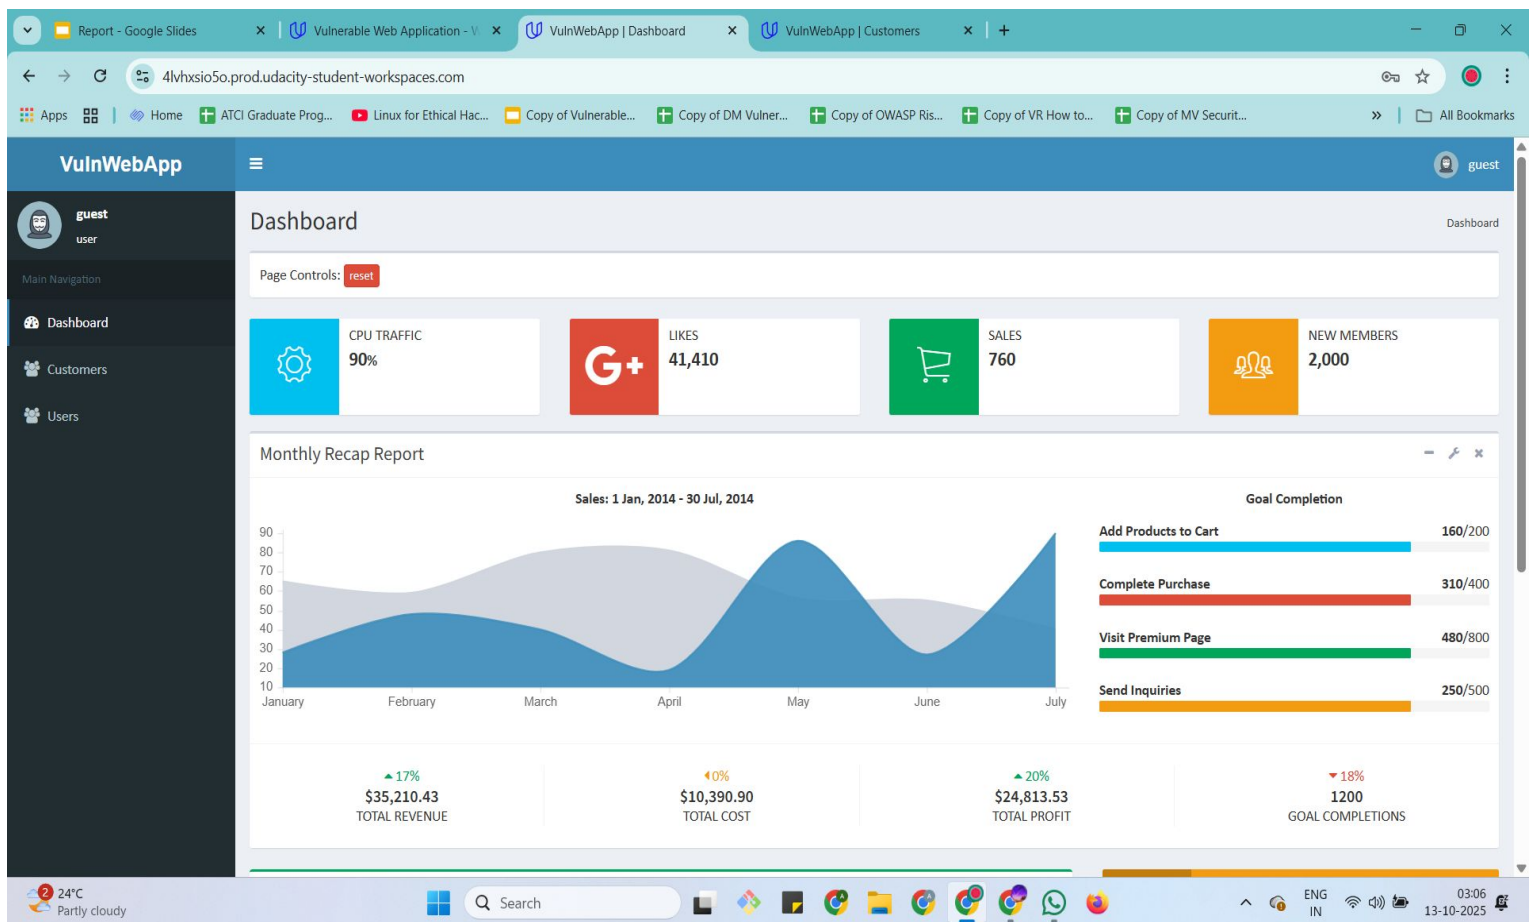 Report - Google Slides
Vulnerable Web Application - V
VulnWebApp | Dashboard
VulnWebApp | Customers
4lvhxsio5o.prod.udacity-student-workspaces.com
Apps
Home
ATCI Graduate Prog...
Linux for Ethical Hac...
Copy of Vulnerable...
Copy of DM Vulner...
Copy of OWASP Ris...
Copy of VR How to...
Copy of MV Securit...
All Bookmarks
VulnWebApp
guest
guest
user
Main Navigation
Dashboard
Customers
Users
Dashboard
Dashboard
Page Controls: reset
CPU TRAFFIC
90%
G+
LIKES
41,410
SALES
760
NEW MEMBERS
2,000
Monthly Recap Report
Sales: 1 Jan, 2014 - 30 Jul, 2014
90
80
70
60
50
40
30
20
10
January February March April May June July
Goal Completion
Add Products to Cart 160/200
Complete Purchase 310/400
Visit Premium Page 480/800
Send Inquiries 250/500
17%
$35,210.43
TOTAL REVENUE
0%
$10,390.90
TOTAL COST
20%
$24,813.53
TOTAL PROFIT
18%
1200
GOAL COMPLETIONS
2
24°C
Partly cloudy
Search
ENG
IN
03:06
13-10-2025